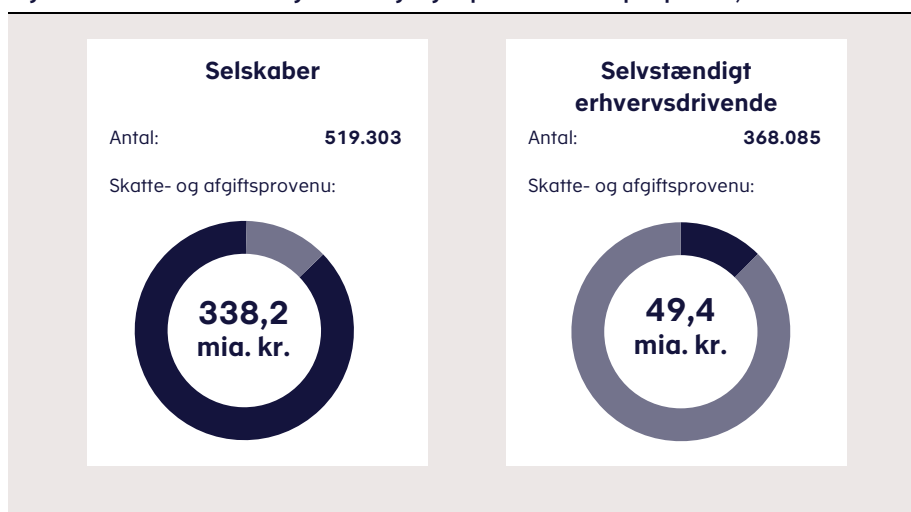 Selskaber
Antal: 519.303
Skatte- og afgiftsprovenu:
338,2
mia. kr.
Selvstændigt
erhvervsdrivende
Antal: 368.085
Skatte- og afgiftsprovenu:
49,4
mia. kr.